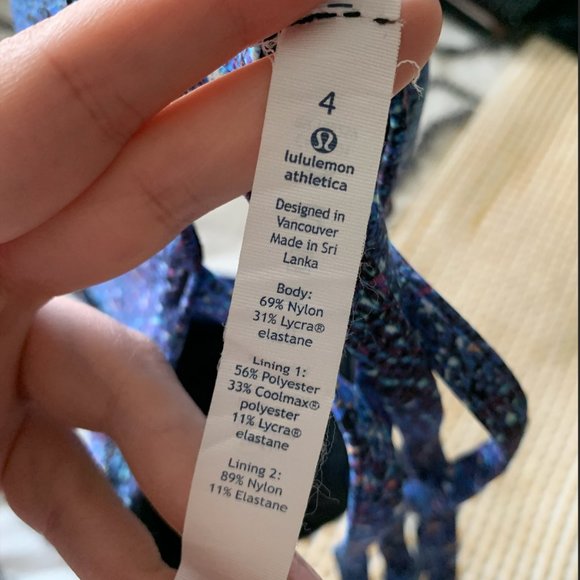 4
lululemon
athletica
Designed in
Vancouver
Made in Sri
Lanka
Body:
69% Nylon
31% Lycra®
elastane
Lining 1:
56% Polyester
33% Coolmax®
polyester
11% Lycra®
elastane
Lining 2:
89% Nylon
11% Elastane